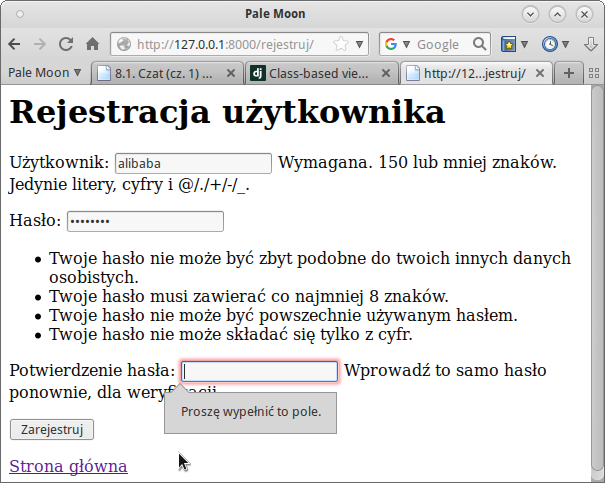 Pale Moon
http://127.0.0.1:8000/rejestruj/
Google
Pale Moon
8.1. Czat (cz. 1) ...
Class-based vie...
http://12...jestruj/
Rejestracja użytkownika
Użytkownik: alibaba Wymagana. 150 lub mniej znaków.
Jedynie litery, cyfry i @/./+/-/_.
Hasło: ••••••••
• Twoje hasło nie może być zbyt podobne do twoich innych danych
osobistych.
• Twoje hasło musi zawierać co najmniej 8 znaków.
• Twoje hasło nie może być powszechnie używanym hasłem.
• Twoje hasło nie może składać się tylko z cyfr.
Potwierdzenie hasła: Wprowadź to samo hasło
ponownie, dla weryfikacji.
Proszę wypełnić to pole.
Zarejestruj
Strona główna